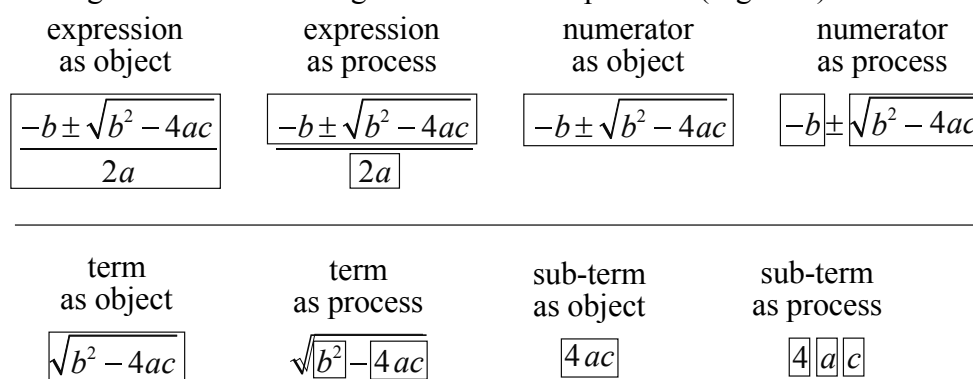 expression expression numerator numerator
as object as process as object as process
−b ± √b² − 4ac −b ± √b² − 4ac −b ± √b² − 4ac −b ± √b² − 4ac
2a 2a
term term sub-term sub-term
as object as process as object as process
√b² − 4ac √b² − 4ac 4 ac 4 a c